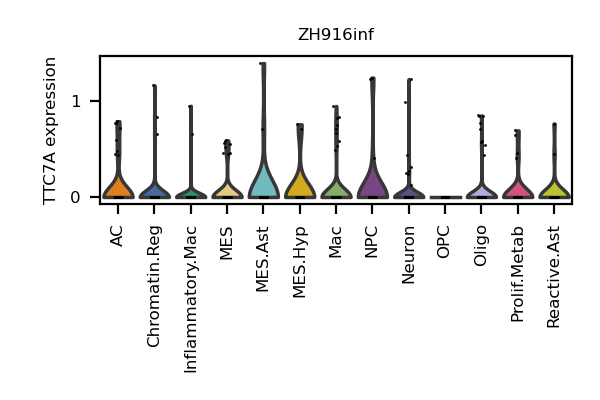 ZH916inf
TTC7A expression
1
0
AC
Chromatin.Reg
Inflammatory.Mac
MES
MES.Ast
MES.Hyp
Mac
NPC
Neuron
OPC
Oligo
Prolif.Metab
Reactive.Ast